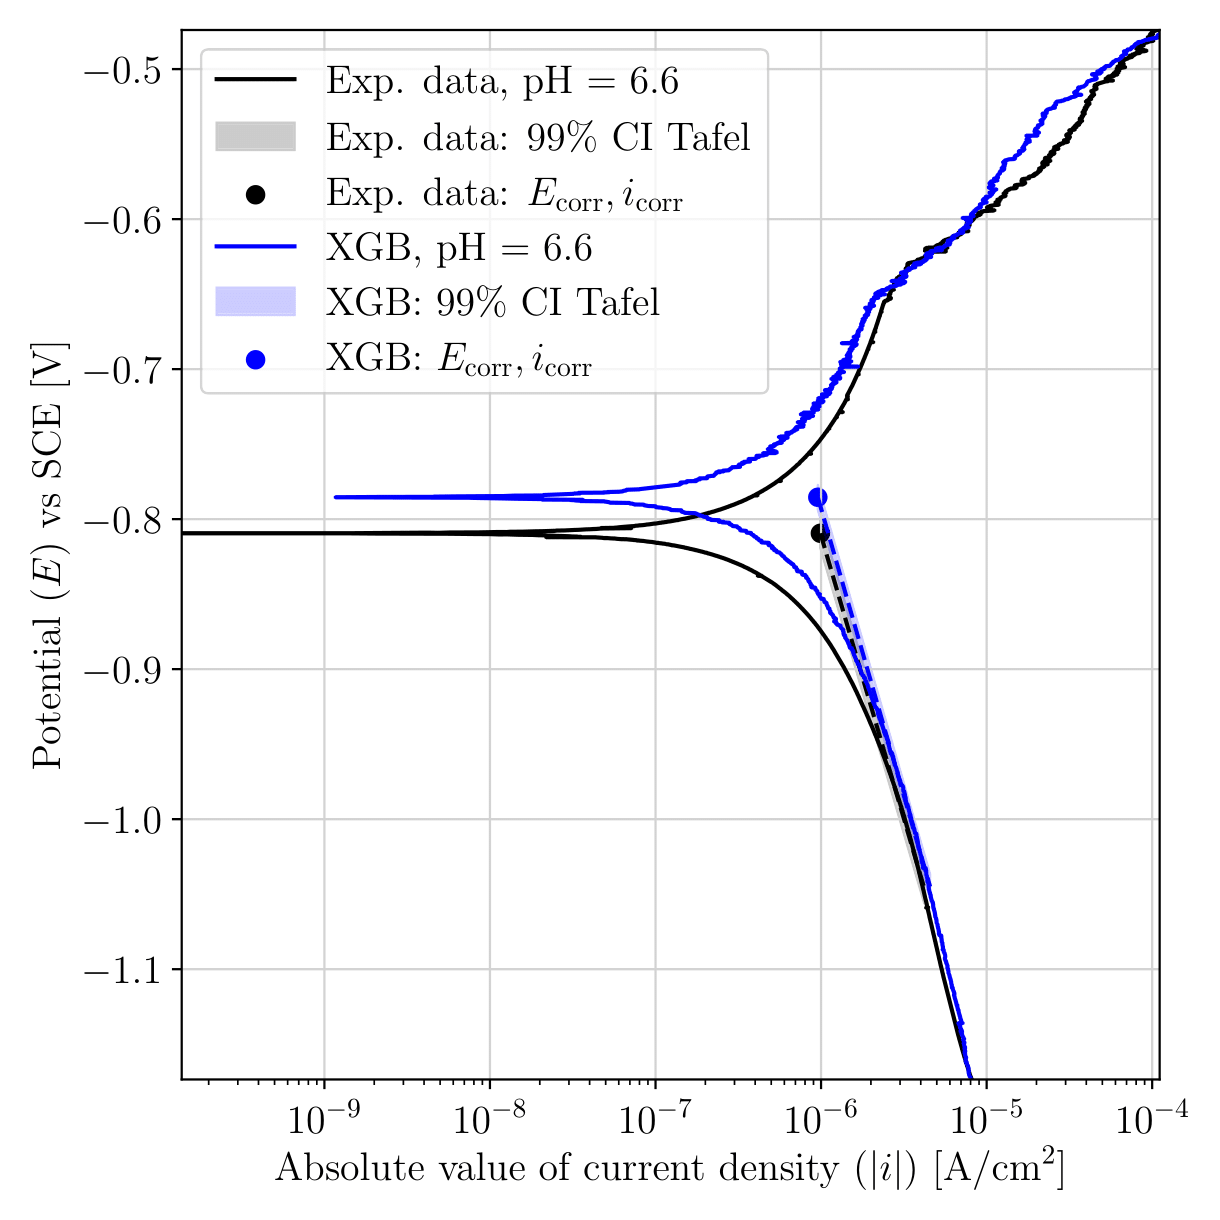 Exp. data, pH = 6.6
Exp. data: 99% CI Tafel
Exp. data: E_corr, i_corr
XGB, pH = 6.6
XGB: 99% CI Tafel
XGB: E_corr, i_corr
Potential (E) vs SCE [V]
−0.5
−0.6
−0.7
−0.8
−0.9
−1.0
−1.1
10⁻⁹ 10⁻⁸ 10⁻⁷ 10⁻⁶ 10⁻⁵ 10⁻⁴
Absolute value of current density (|i|) [A/cm²]